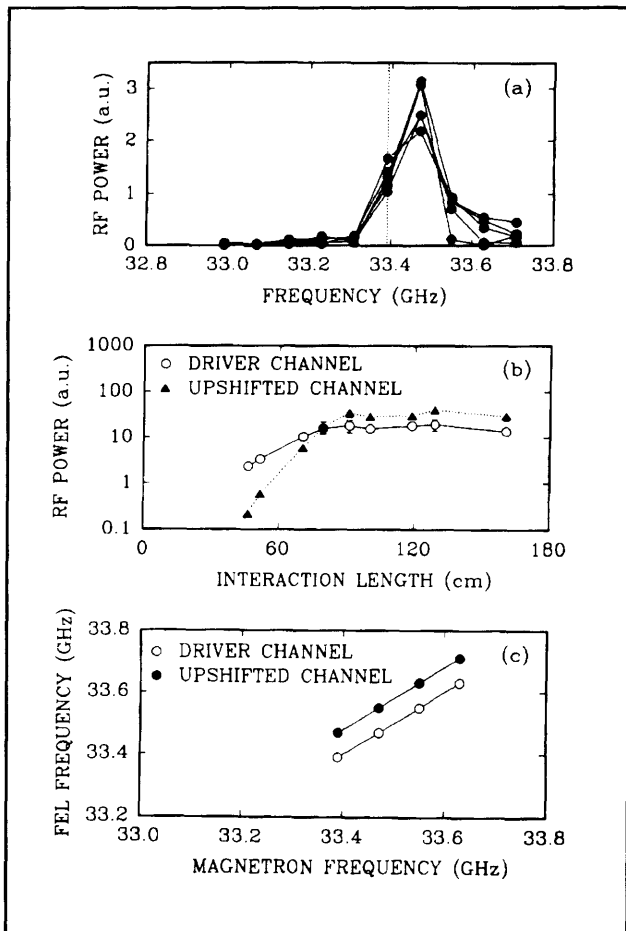 (a)
RF POWER (a.u.)
3
2
1
0
32.8 33.0 33.2 33.4 33.6 33.8
FREQUENCY (GHz)
(b)
DRIVER CHANNEL
UPSHIFTED CHANNEL
RF POWER (a.u.)
1000
100
10
1
0.1
0 60 120 180
INTERACTION LENGTH (cm)
(c)
DRIVER CHANNEL
UPSHIFTED CHANNEL
FEL FREQUENCY (GHz)
33.8
33.6
33.4
33.2
33.0 33.2 33.4 33.6 33.8
MAGNETRON FREQUENCY (GHz)